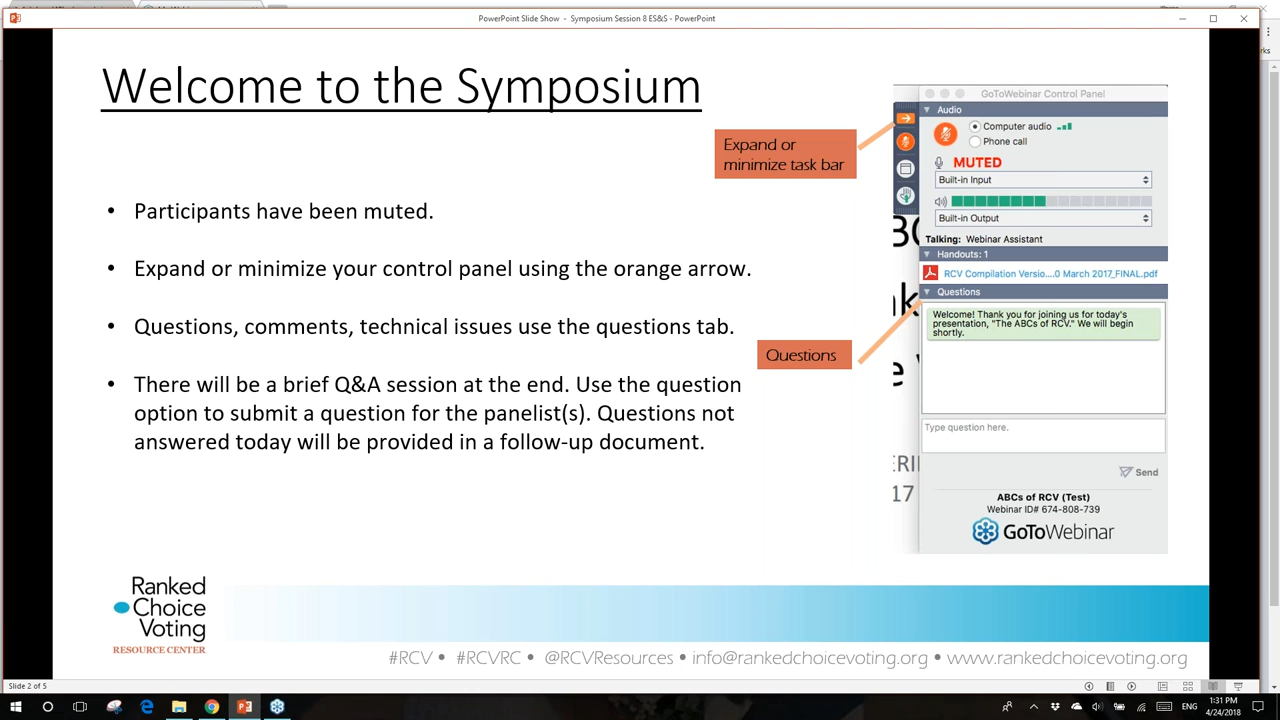 PowerPoint Slide Show - Symposium Session 8 ES&S - PowerPoint
Welcome to the Symposium
• Participants have been muted.
• Expand or minimize your control panel using the orange arrow.
• Questions, comments, technical issues use the questions tab.
• There will be a brief Q&A session at the end. Use the question
option to submit a question for the panelist(s). Questions not
answered today will be provided in a follow-up document.
Expand or
minimize task bar
Questions
GoToWebinar Control Panel
Audio
Computer audio
Phone call
MUTED
Built-in Input
Built-in Output
Talking: Webinar Assistant
Handouts: 1
RCV Compilation Versio....0 March 2017_FINAL.pdf
Questions
Welcome! Thank you for joining us for today's
presentation, "The ABCs of RCV." We will begin
shortly.
Type question here.
Send
ABCs of RCV (Test)
Webinar ID# 674-808-739
GoToWebinar
17
Ranked
Choice
Voting
RESOURCE CENTER
#RCV • #RCVRC • @RCVResources • info@rankedchoicevoting.org • www.rankedchoicevoting.org
Slide 2 of 5
ENG
1:31 PM
4/24/2018